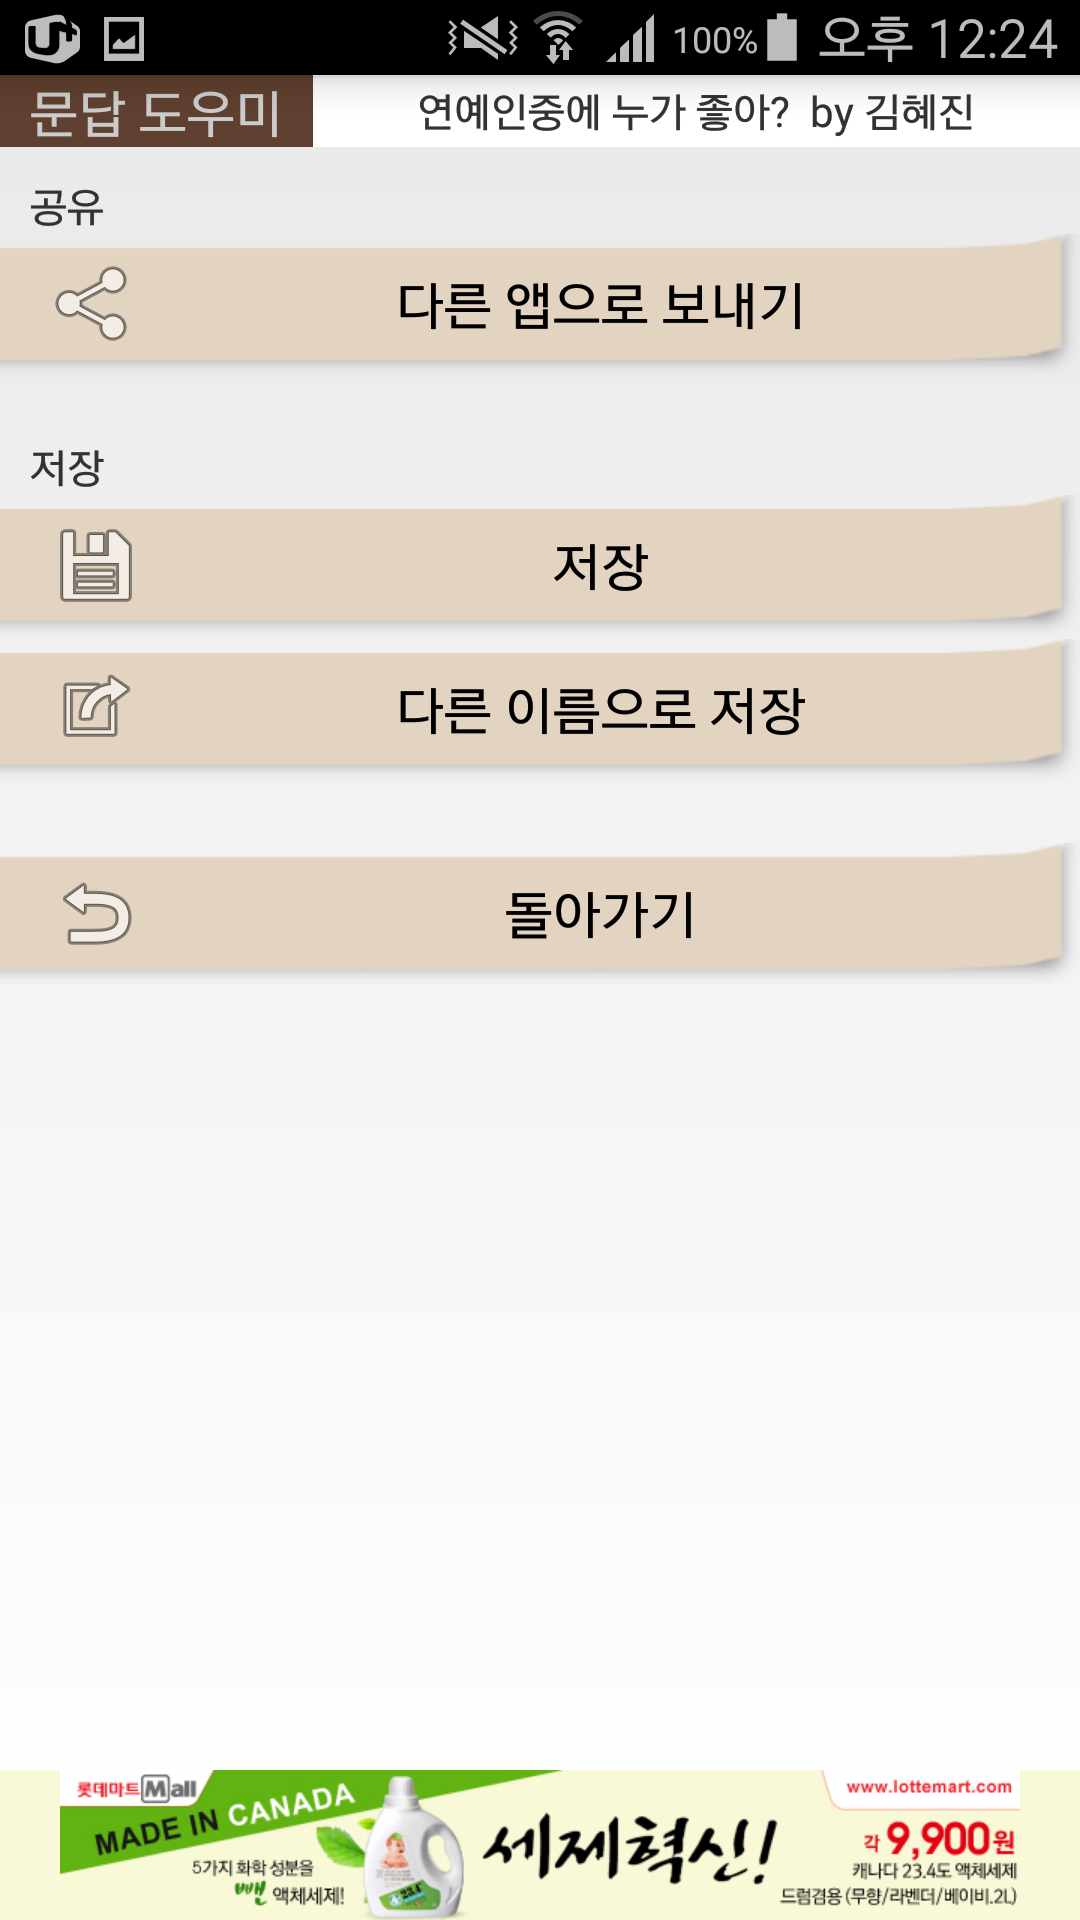 U+ 100% 오후 12:24
문답 도우미 연예인중에 누가 좋아? by 김혜진
공유
다른 앱으로 보내기
저장
저장
다른 이름으로 저장
돌아가기
롯데마트Mall
www.lottemart.com
MADE IN CANADA
5가지 화학 성분을
뺀 액체세제!
23.4°
세제혁신!
각 9,900원
캐나다 23.4도 액체세제
드럼겸용 (무향/라벤더/베이비.2L)